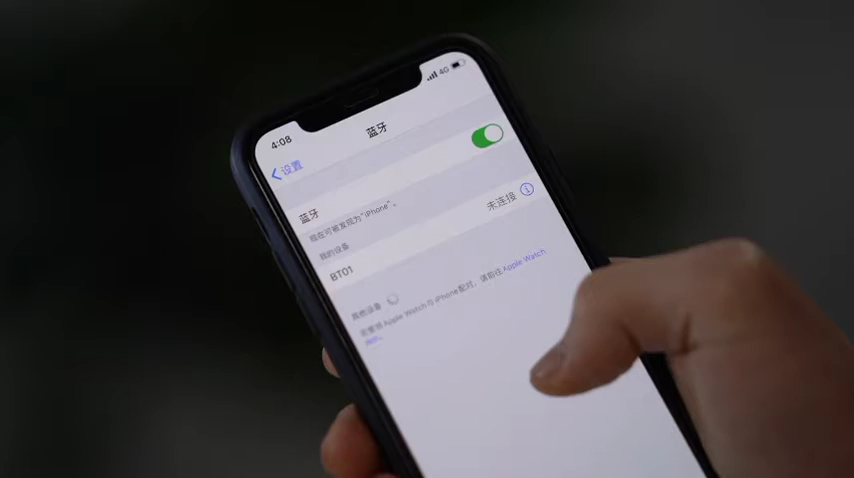 4:08
4G
设置
蓝牙
蓝牙
现在可被发现为“iPhone”。
我的设备
BT01 未连接
其他设备
若要将 Apple Watch 与 iPhone 配对，请前往 Apple Watch
App。